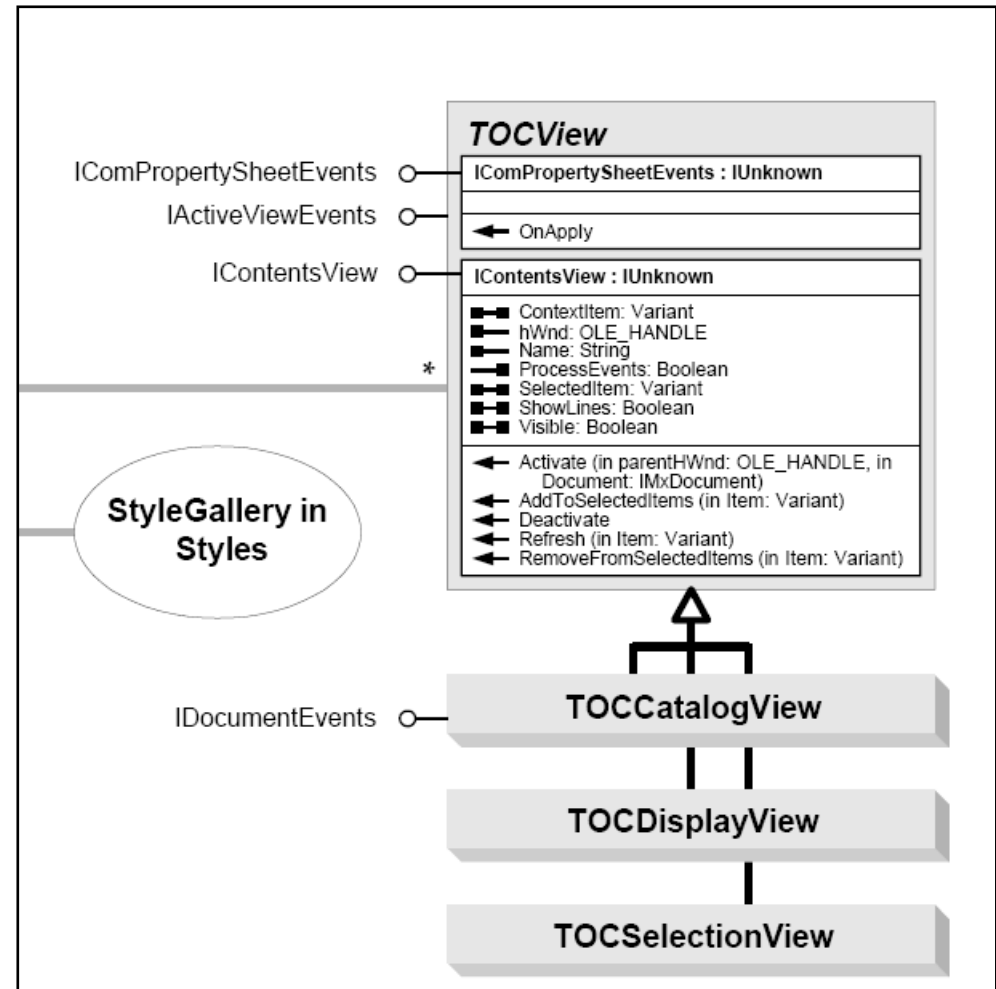 TOCView
IComPropertySheetEvents
IComPropertySheetEvents : IUnknown
IActiveViewEvents
OnApply
IContentsView
IContentsView : IUnknown
ContextItem: Variant
hWnd: OLE_HANDLE
Name: String
ProcessEvents: Boolean
SelectedItem: Variant
ShowLines: Boolean
Visible: Boolean
*
Activate (in parentHWnd: OLE_HANDLE, in
Document: IMxDocument)
AddToSelectedItems (in Item: Variant)
Deactivate
Refresh (in Item: Variant)
RemoveFromSelectedItems (in Item: Variant)
StyleGallery in
Styles
TOCCatalogView
IDocumentEvents
TOCDisplayView
TOCSelectionView